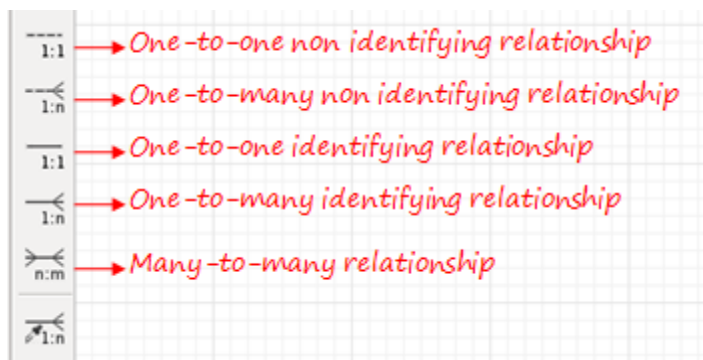 1:1 One-to-one non identifying relationship
1:n One-to-many non identifying relationship
1:1 One-to-one identifying relationship
1:n One-to-many identifying relationship
n:m Many-to-many relationship
1:n